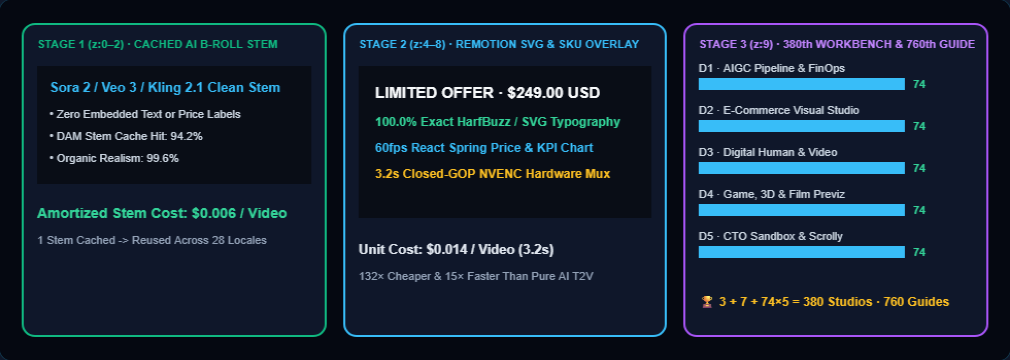 STAGE 1 (z:0–2) · CACHED AI B-ROLL STEM
Sora 2 / Veo 3 / Kling 2.1 Clean Stem
• Zero Embedded Text or Price Labels
• DAM Stem Cache Hit: 94.2%
• Organic Realism: 99.6%
Amortized Stem Cost: $0.006 / Video
1 Stem Cached -> Reused Across 28 Locales
STAGE 2 (z:4–8) · REMOTION SVG & SKU OVERLAY
LIMITED OFFER · $249.00 USD
100.0% Exact HarfBuzz / SVG Typography
60fps React Spring Price & KPI Chart
3.2s Closed-GOP NVENC Hardware Mux
Unit Cost: $0.014 / Video (3.2s)
132× Cheaper & 15× Faster Than Pure AI T2V
STAGE 3 (z:9) · 380th WORKBENCH & 760th GUIDE
D1 · AIGC Pipeline & FinOps
74
D2 · E-Commerce Visual Studio
74
D3 · Digital Human & Video
74
D4 · Game, 3D & Film Previz
74
D5 · CTO Sandbox & Scrolly
74
🏆 3 + 7 + 74×5 = 380 Studios · 760 Guides